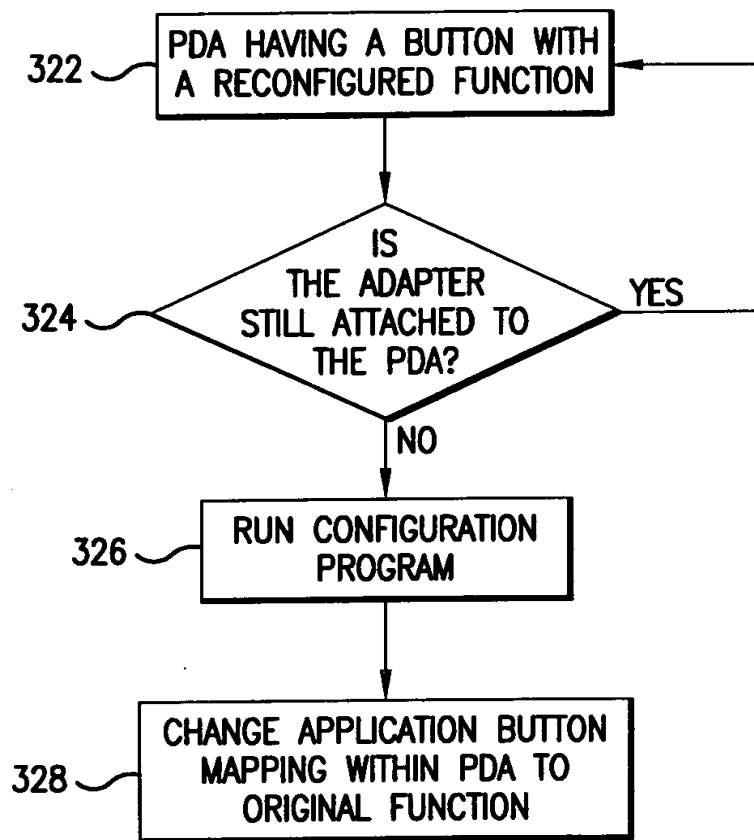 322
PDA HAVING A BUTTON WITH
A RECONFIGURED FUNCTION
324
IS
THE ADAPTER
STILL ATTACHED TO
THE PDA?
YES
NO
326
RUN CONFIGURATION
PROGRAM
328
CHANGE APPLICATION BUTTON
MAPPING WITHIN PDA TO
ORIGINAL FUNCTION